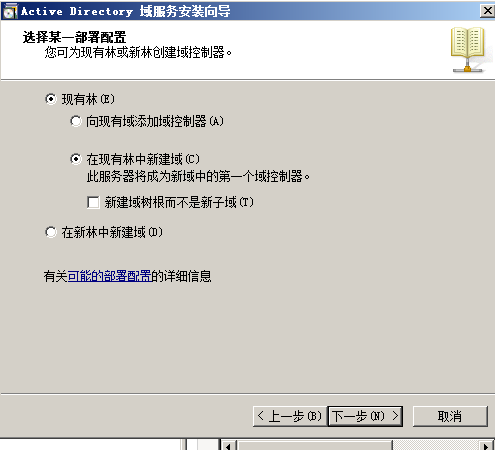 Active Directory 域服务安装向导
选择某一部署配置
您可为现有林或新林创建域控制器。
现有林(E)
向现有域添加域控制器(A)
在现有林中新建域(C)
此服务器将成为新域中的第一个域控制器。
新建域树根而不是新子域(T)
在新林中新建域(D)
有关可能的部署配置的详细信息
< 上一步(B) 下一步(N) > 取消